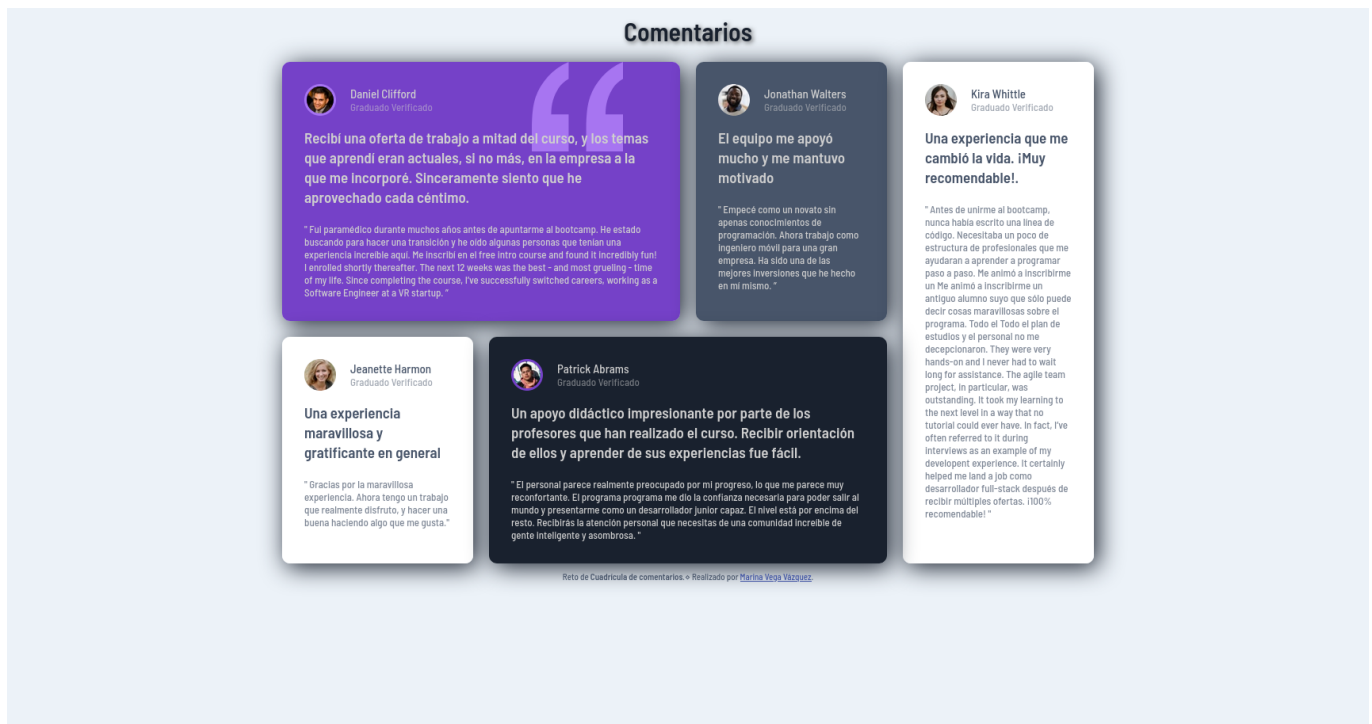 Comentarios
Daniel Clifford
Graduado Verificado
Recibí una oferta de trabajo a mitad del curso, y los temas
que aprendí eran actuales, si no más, en la empresa a la
que me incorporé. Sinceramente siento que he
aprovechado cada céntimo.
" Fui paramédico durante muchos años antes de apuntarme al bootcamp. He estado
buscando para hacer una transición y he oído algunas personas que tenían una
experiencia increíble aquí. Me inscribí en el free intro course and found it incredibly fun!
I enrolled shortly thereafter. The next 12 weeks was the best - and most grueling - time
of my life. Since completing the course, I've successfully switched careers, working as a
Software Engineer at a VR startup. "
Jonathan Walters
Graduado Verificado
El equipo me apoyó
mucho y me mantuvo
motivado
" Empecé como un novato sin
apenas conocimientos de
programación. Ahora trabajo como
ingeniero móvil para una gran
empresa. Ha sido una de las
mejores inversiones que he hecho
en mí mismo. "
Kira Whittle
Graduado Verificado
Una experiencia que me
cambió la vida. ¡Muy
recomendable!.
" Antes de unirme al bootcamp,
nunca había escrito una línea de
código. Necesitaba un poco de
estructura de profesionales que me
ayudaran a aprender a programar
paso a paso. Me animó a inscribirme
un Me animó a inscribirme un
antiguo alumno suyo que sólo puede
decir cosas maravillosas sobre el
programa. Todo el Todo el plan de
estudios y el personal no me
decepcionaron. They were very
hands-on and I never had to wait
long for assistance. The agile team
project, in particular, was
outstanding. It took my learning to
the next level in a way that no
tutorial could ever have. In fact, I've
often referred to it during
interviews as an example of my
developent experience. It certainly
helped me land a job como
desarrollador full-stack después de
recibir múltiples ofertas. ¡100%
recomendable! "
Jeanette Harmon
Graduado Verificado
Una experiencia
maravillosa y
gratificante en general
" Gracias por la maravillosa
experiencia. Ahora tengo un trabajo
que realmente disfruto, y hacer una
buena haciendo algo que me gusta."
Patrick Abrams
Graduado Verificado
Un apoyo didáctico impresionante por parte de los
profesores que han realizado el curso. Recibir orientación
de ellos y aprender de sus experiencias fue fácil.
" El personal parece realmente preocupado por mi progreso, lo que me parece muy
reconfortante. El programa programa me dio la confianza necesaria para poder salir al
mundo y presentarme como un desarrollador junior capaz. El nivel está por encima del
resto. Recibirás la atención personal que necesitas de una comunidad increíble de
gente inteligente y asombrosa. "
Reto de Cuadrícula de comentarios.⋄ Realizado por Marina Vega Vázquez.